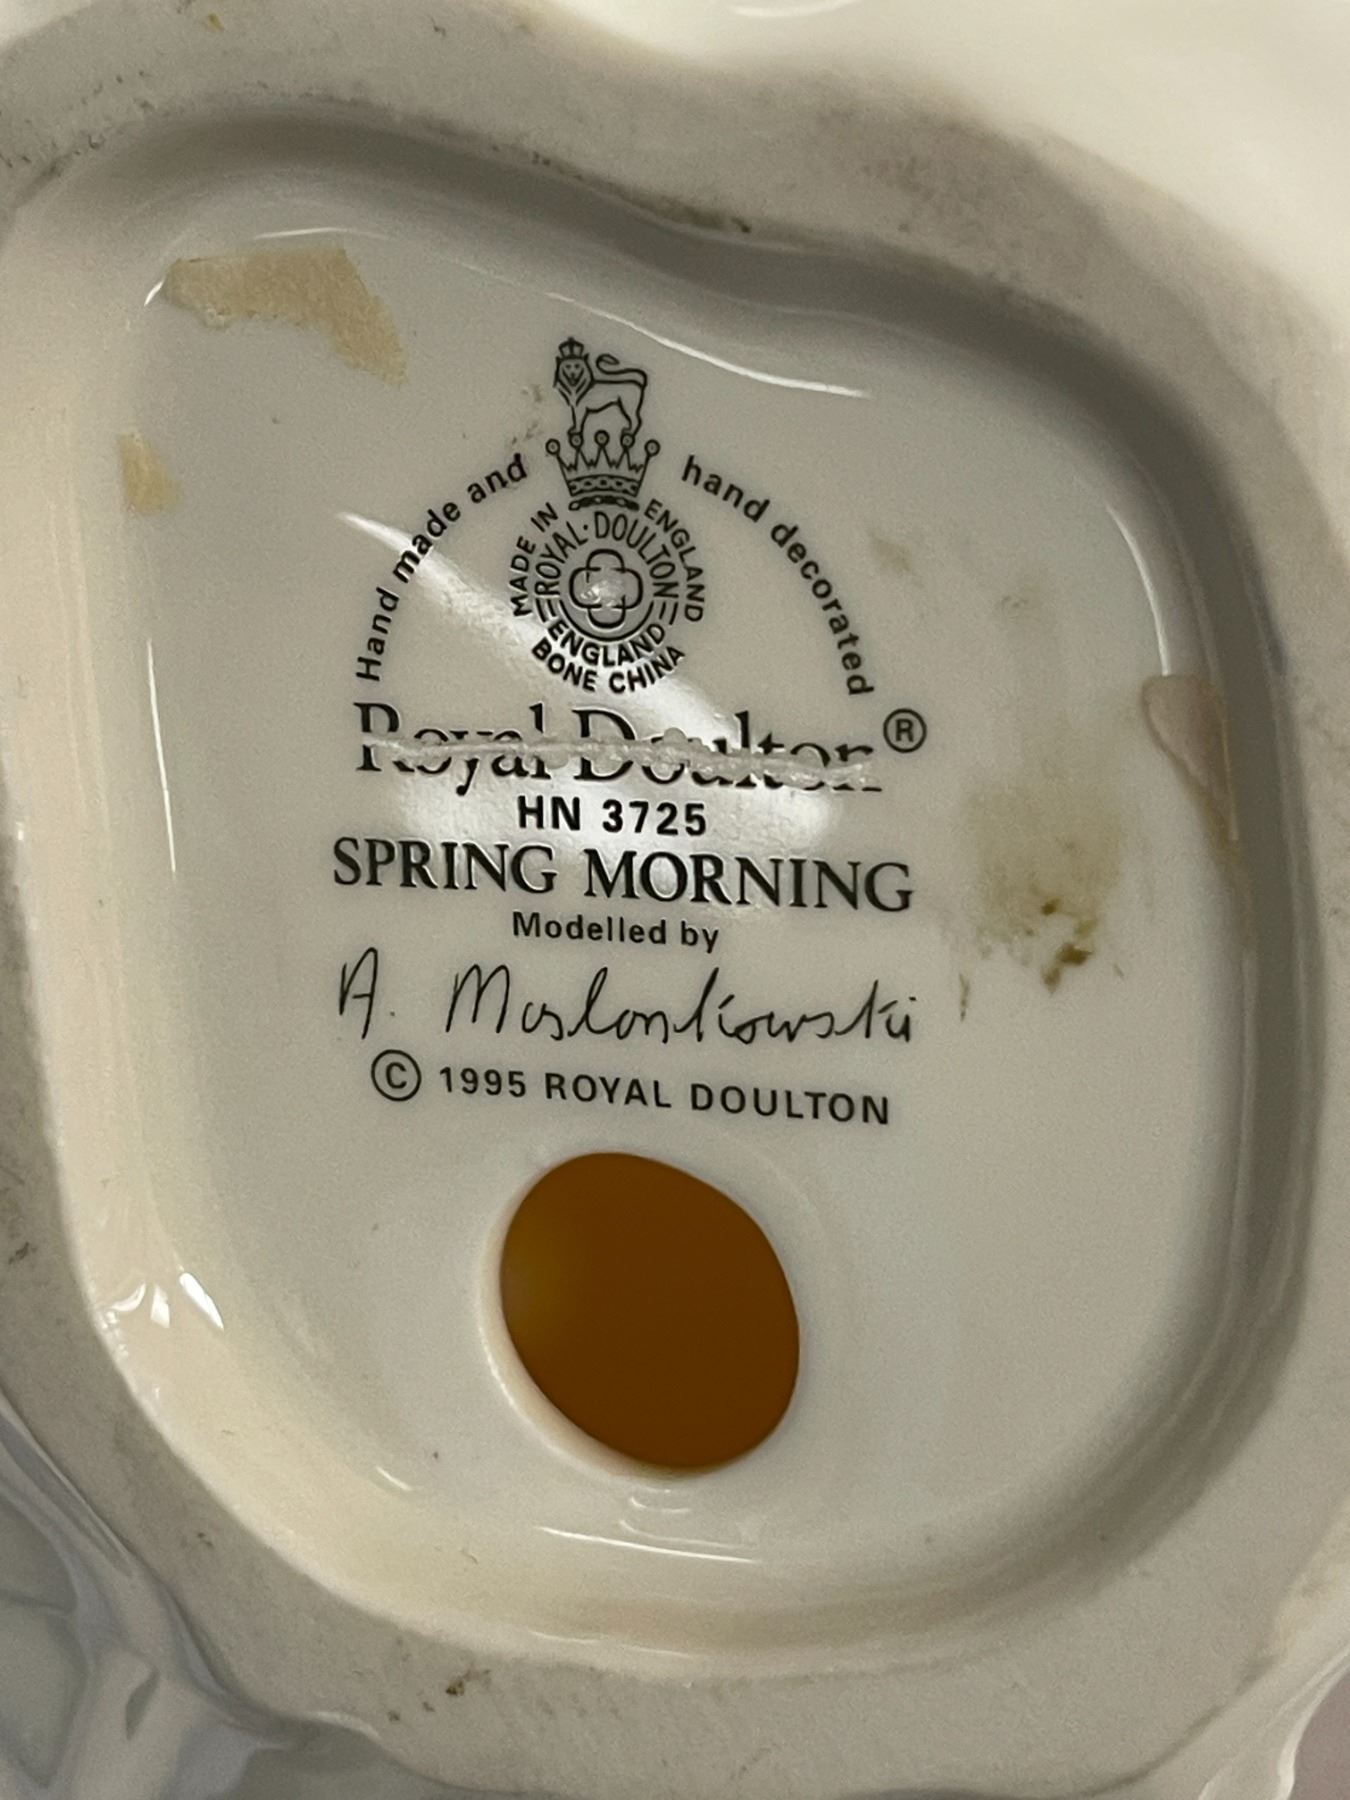 Hand made and hand decorated
MADE IN ENGLAND
ROYAL·DOULTON
ENGLAND
BONE CHINA
Royal Doulton®
HN 3725
SPRING MORNING
Modelled by
A. Maslankowski
© 1995 ROYAL DOULTON